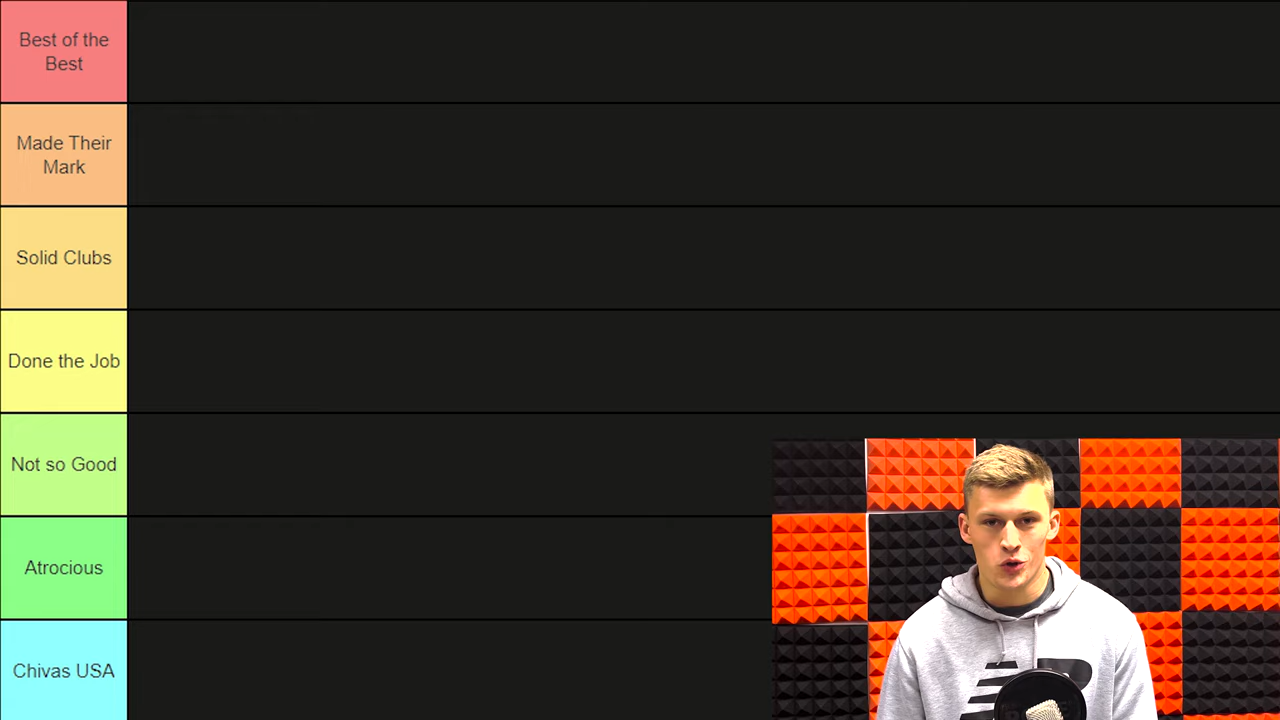 Best of the
Best
Made Their
Mark
Solid Clubs
Done the Job
Not so Good
Atrocious
Chivas USA